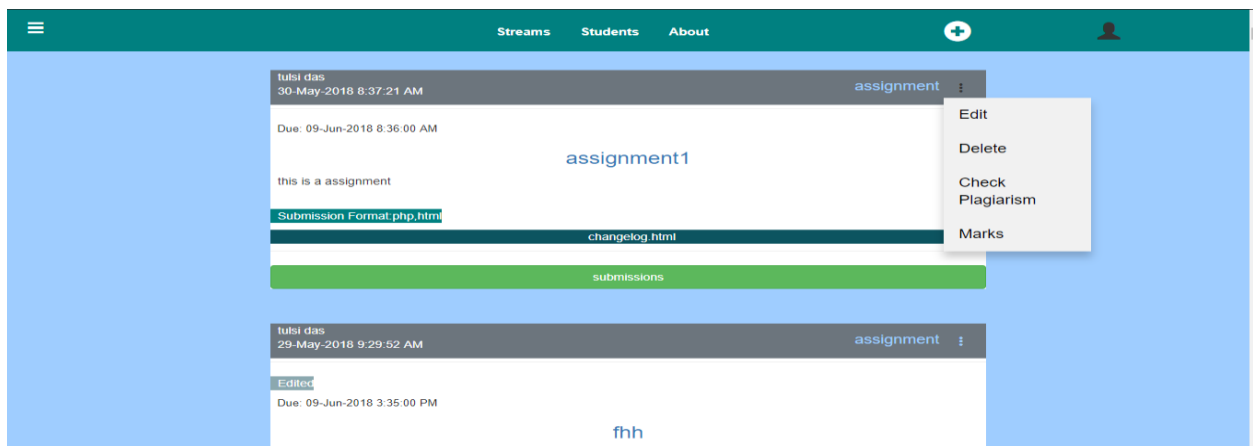 Streams Students About
tulsi das
30-May-2018 8:37:21 AM
assignment
Edit
Delete
Check
Plagiarism
Marks
Due: 09-Jun-2018 8:36:00 AM
assignment1
this is a assignment
Submission Format:php,html
changelog.html
submissions
tulsi das
29-May-2018 9:29:52 AM
assignment
Edited
Due: 09-Jun-2018 3:35:00 PM
fhh